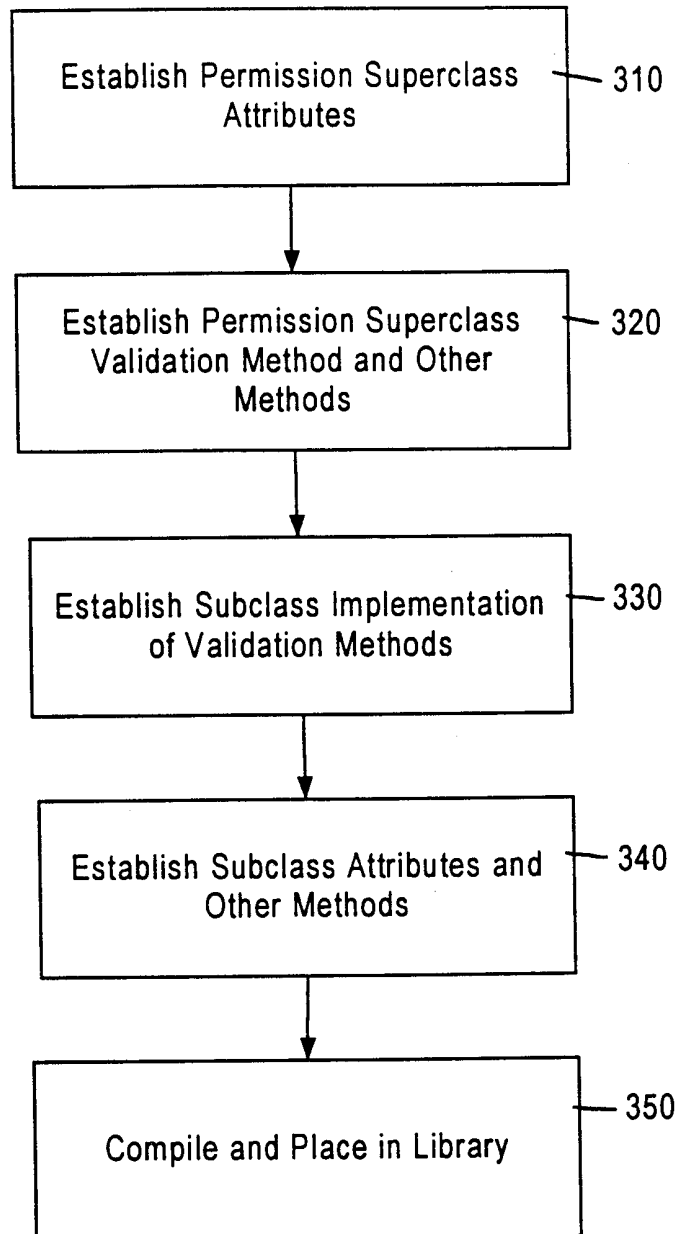 Establish Permission Superclass
Attributes
310
Establish Permission Superclass
Validation Method and Other
Methods
320
Establish Subclass Implementation
of Validation Methods
330
Establish Subclass Attributes and
Other Methods
340
Compile and Place in Library
350